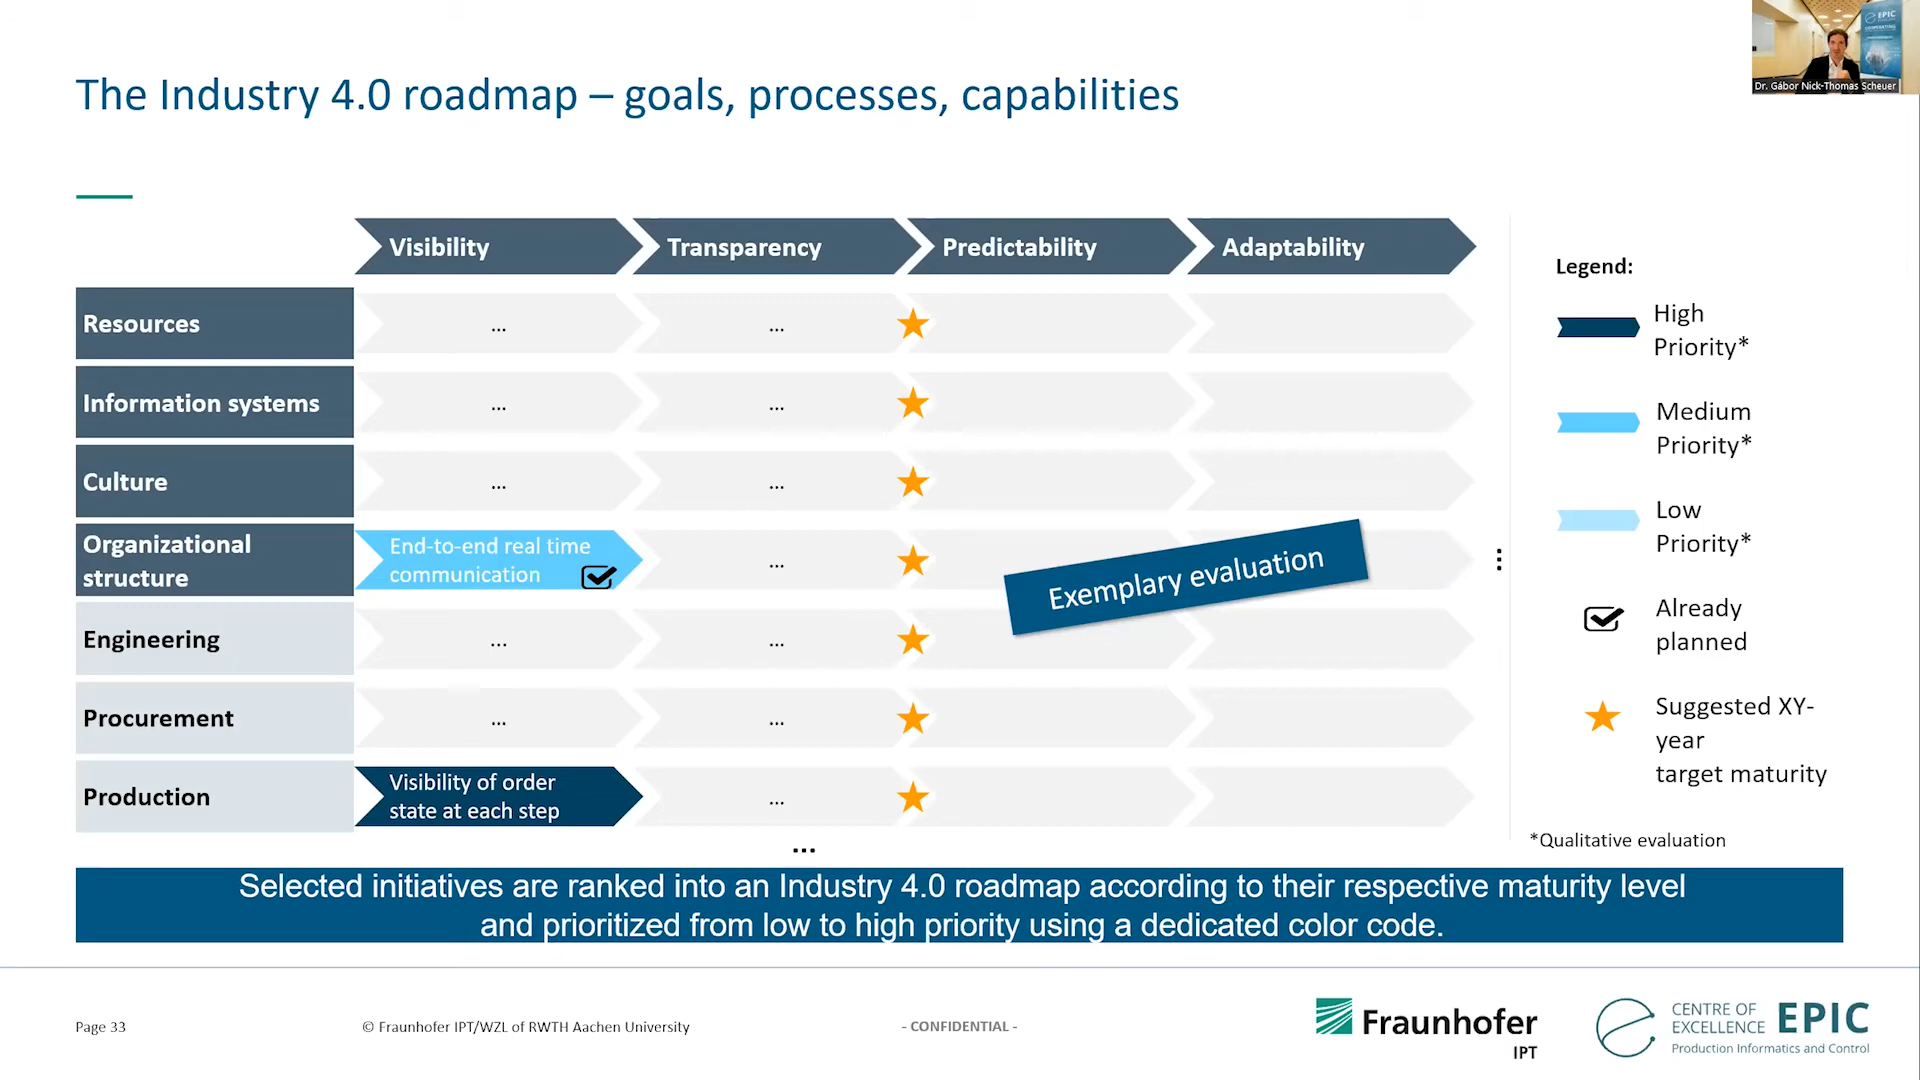 The Industry 4.0 roadmap – goals, processes, capabilities
Dr. Gábor Nick-Thomas Scheuer
EPIC
Visibility
Transparency
Predictability
Adaptability
Resources
...
...
Information systems
...
...
Culture
...
...
Organizational
structure
End-to-end real time
communication
...
Engineering
...
...
Procurement
...
...
Production
Visibility of order
state at each step
...
...
Exemplary evaluation
Legend:
High
Priority*
Medium
Priority*
Low
Priority*
Already
planned
Suggested XY-
year
target maturity
*Qualitative evaluation
Selected initiatives are ranked into an Industry 4.0 roadmap according to their respective maturity level
and prioritized from low to high priority using a dedicated color code.
Page 33
© Fraunhofer IPT/WZL of RWTH Aachen University
- CONFIDENTIAL -
Fraunhofer
IPT
CENTRE OF
EXCELLENCE
EPIC
Production Informatics and Control